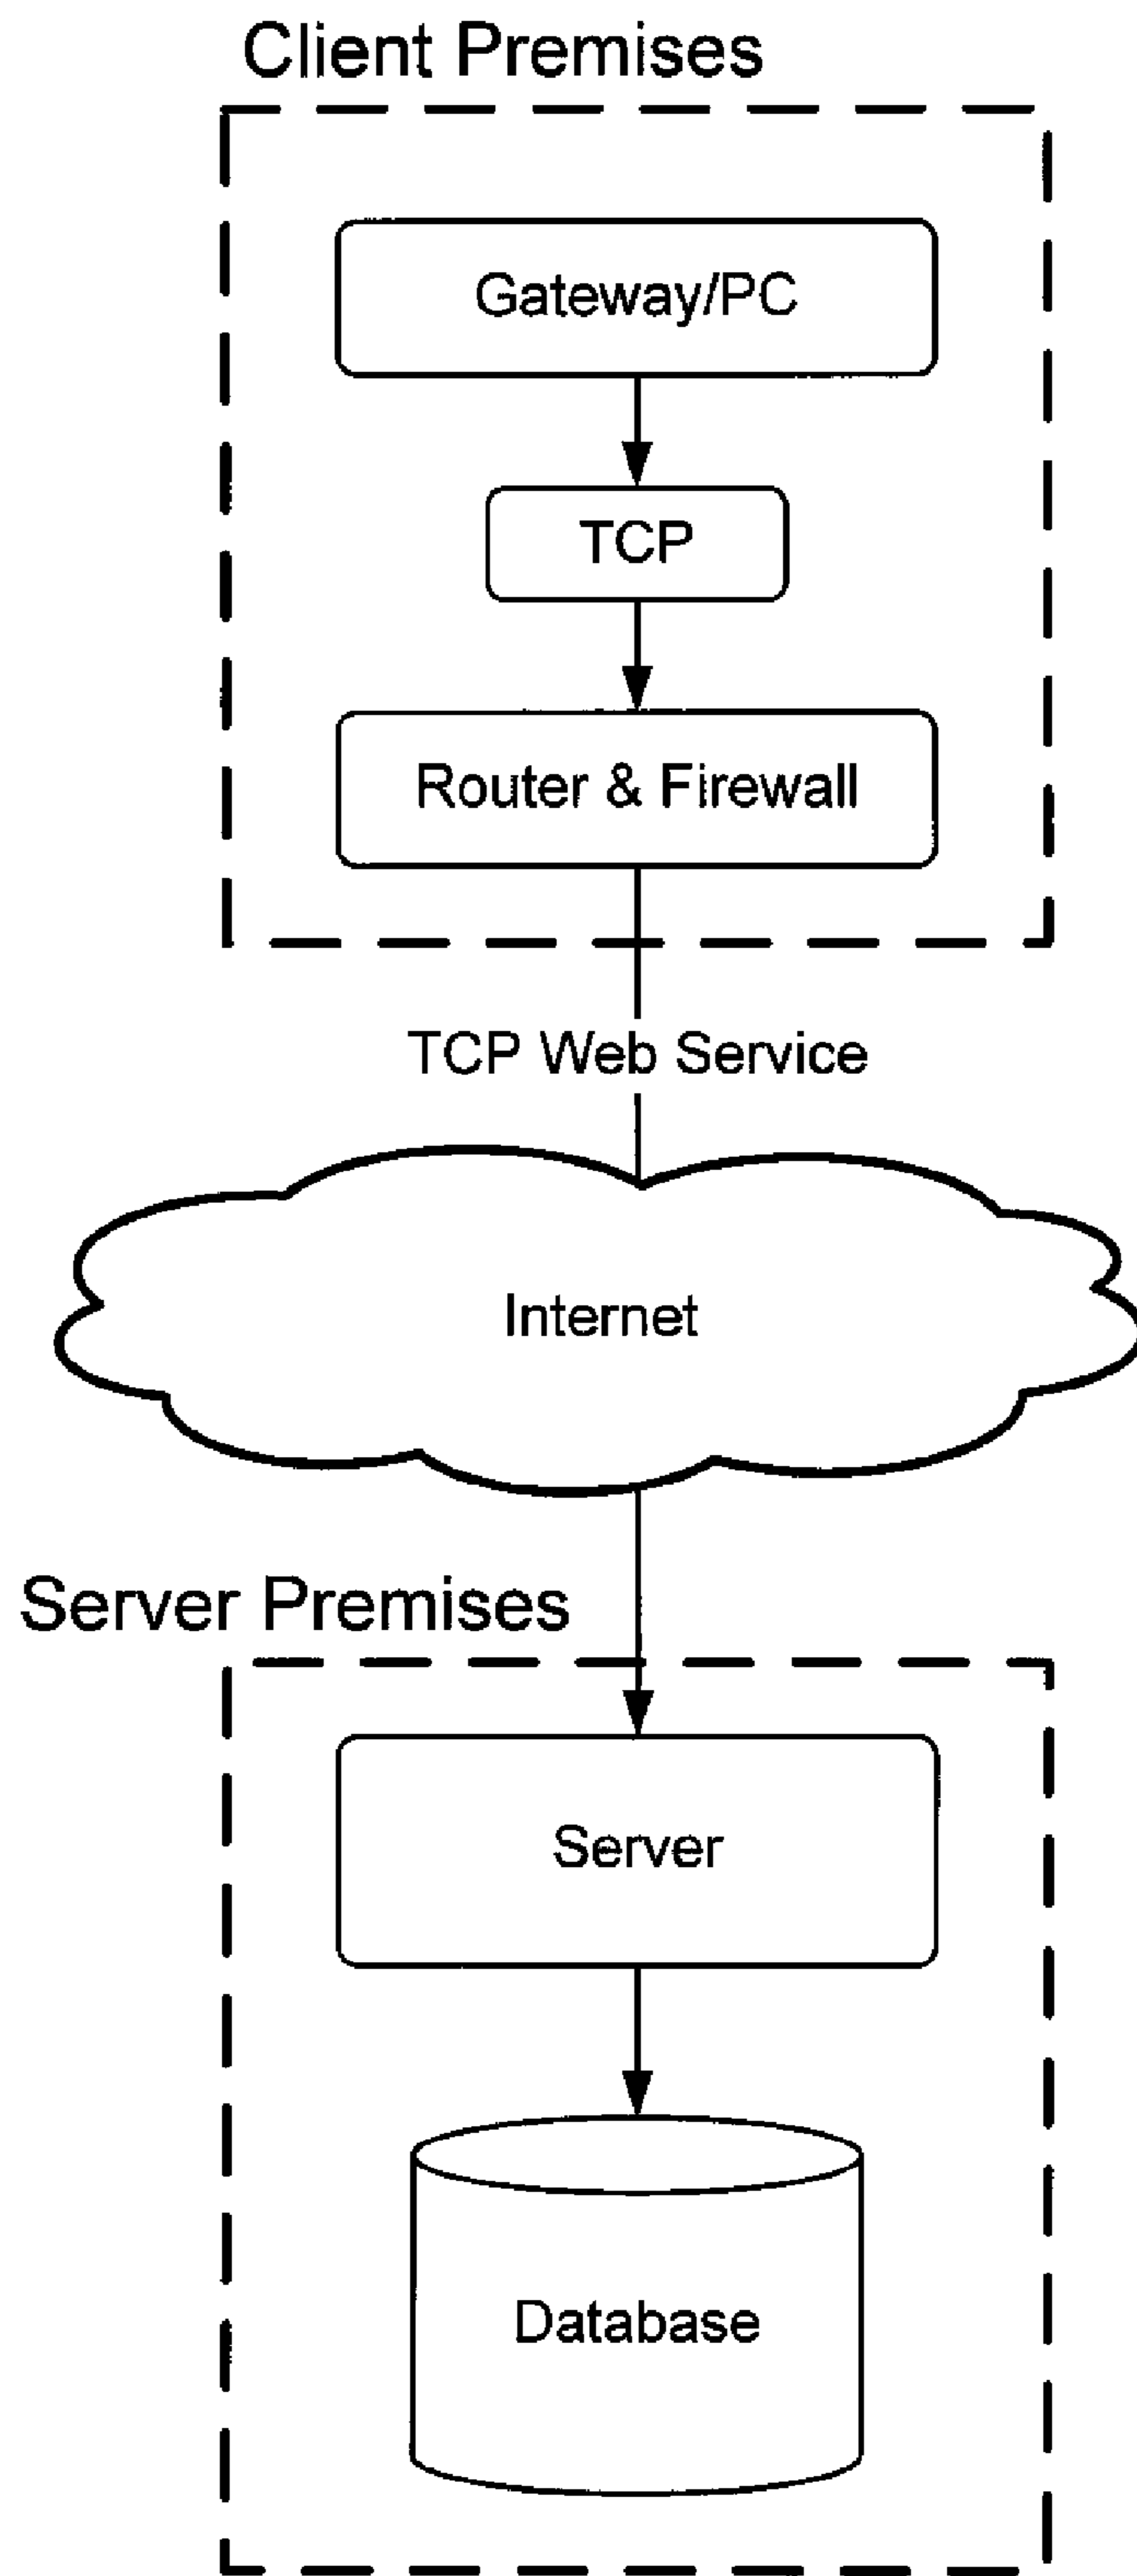 Client Premises
Gateway/PC
TCP
Router & Firewall
TCP Web Service
Internet
Server Premises
Server
Database